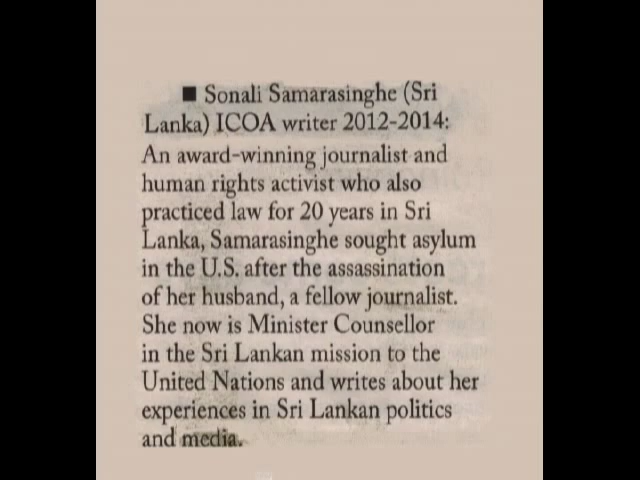 ■ Sonali Samarasinghe (Sri
Lanka) ICOA writer 2012-2014:
An award-winning journalist and
human rights activist who also
practiced law for 20 years in Sri
Lanka, Samarasinghe sought asylum
in the U.S. after the assassination
of her husband, a fellow journalist.
She now is Minister Counsellor
in the Sri Lankan mission to the
United Nations and writes about her
experiences in Sri Lankan politics
and media.